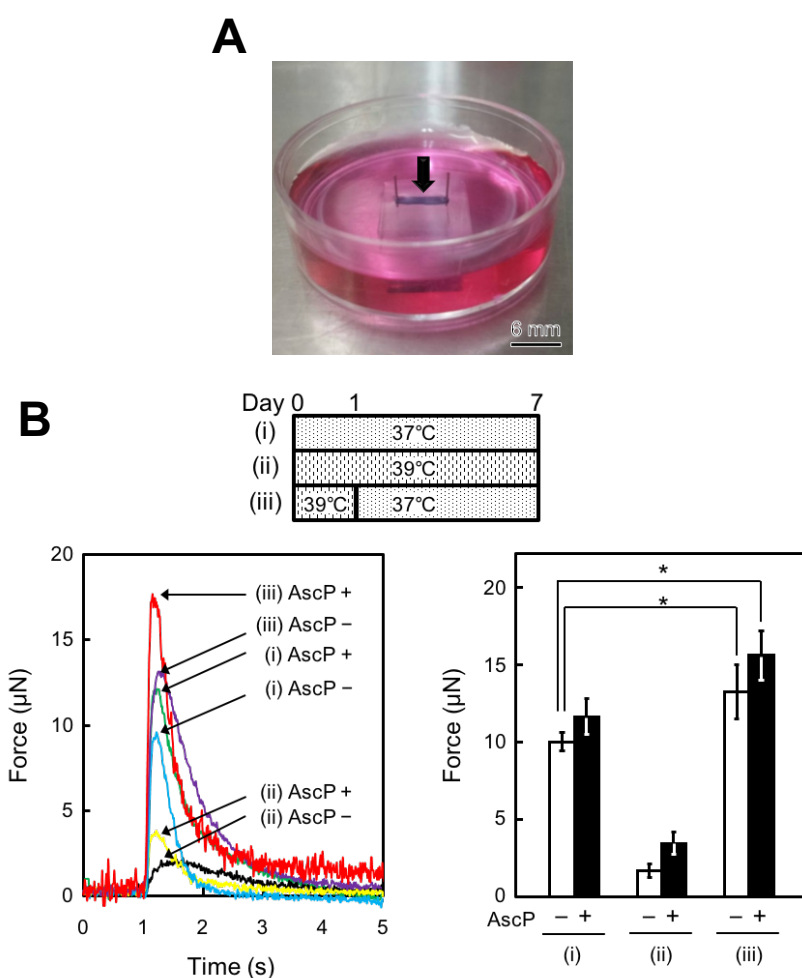 A
6 mm
B
Day 0 1 7
(i) 37℃
(ii) 39℃
(iii) 39℃ 37℃
20
15
10
5
0
Force (μN)
0 1 2 3 4 5
Time (s)
(iii) AscP +
(iii) AscP −
(i) AscP +
(i) AscP −
(ii) AscP +
(ii) AscP −
20
15
10
5
0
Force (μN)
*
*
AscP − + − + − +
(i) (ii) (iii)